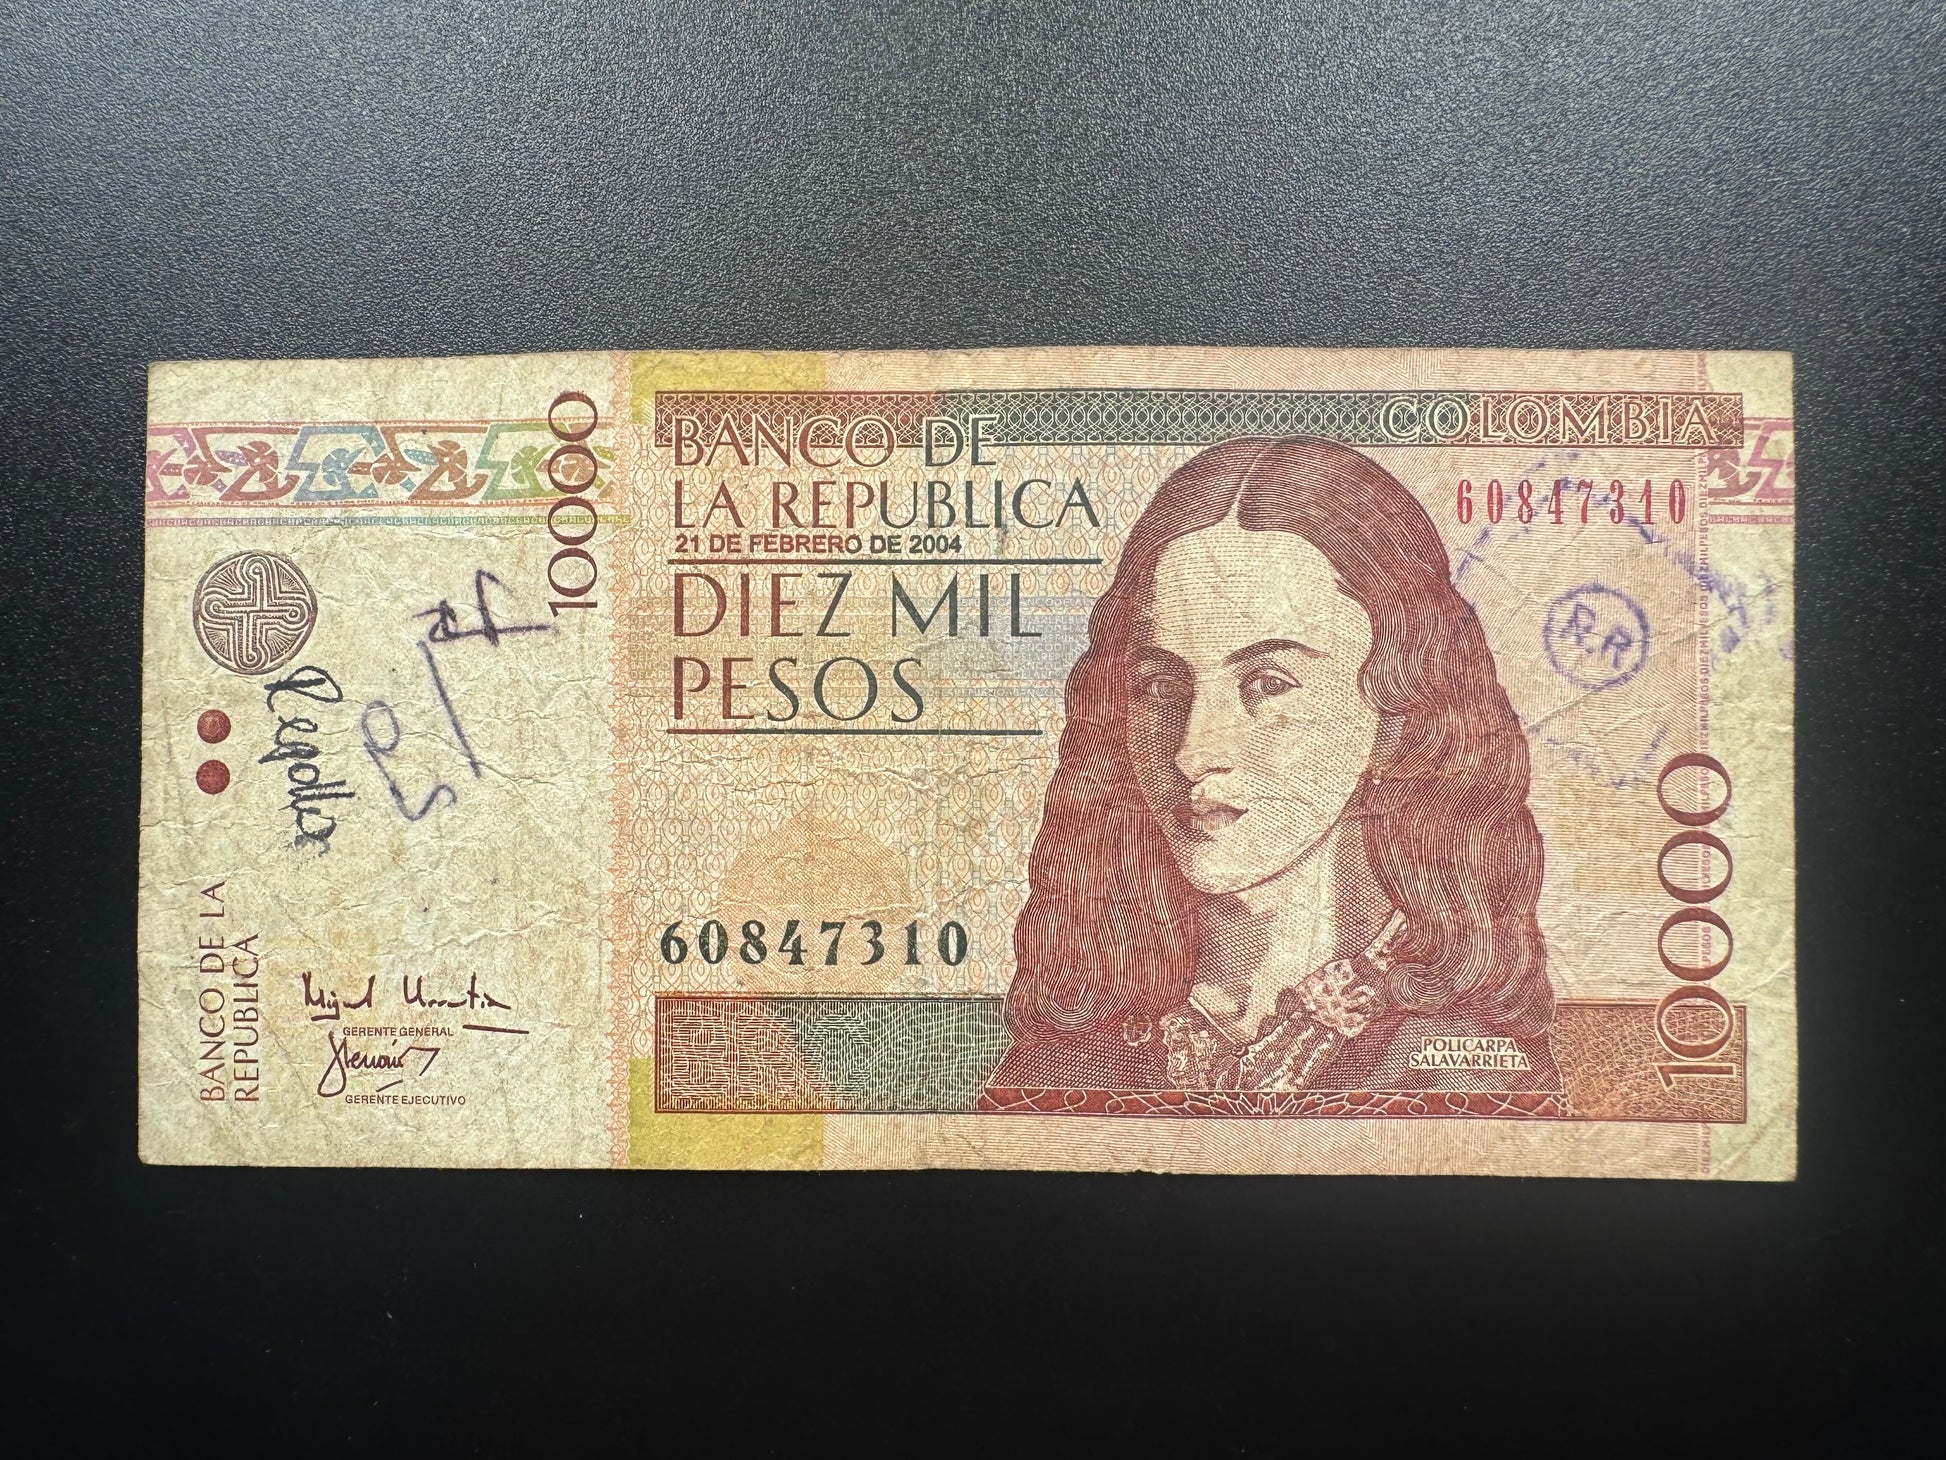 10000
BANCO DE
LA REPUBLICA
21 DE FEBRERO DE 2004
DIEZ MIL
PESOS
COLOMBIA
60847310
R.R
60847310
POLICARPA
SALAVARRIETA
10000
BANCO DE LA
REPUBLICA
GERENTE GENERAL
GERENTE EJECUTIVO